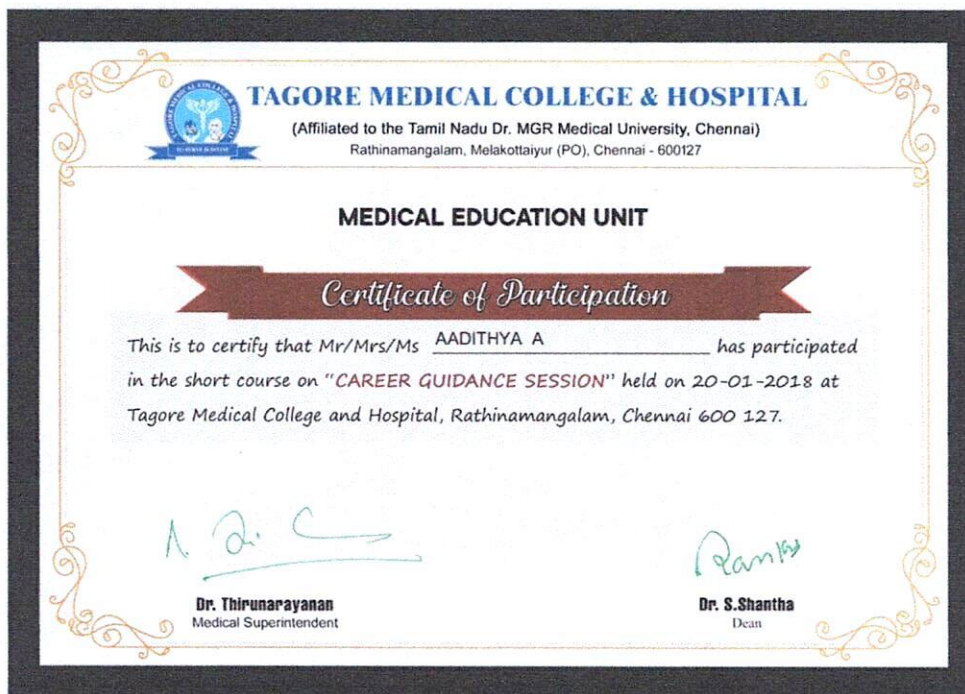 TAGORE MEDICAL COLLEGE & HOSPITAL
(Affiliated to the Tamil Nadu Dr. MGR Medical University, Chennai)
Rathinamangalam, Melakottaiyur (PO), Chennai - 600127
MEDICAL EDUCATION UNIT
Certificate of Participation
This is to certify that Mr/Mrs/Ms AADITHYA A has participated
in the short course on "CAREER GUIDANCE SESSION" held on 20-01-2018 at
Tagore Medical College and Hospital, Rathinamangalam, Chennai 600 127.
Dr. Thirunarayanan
Medical Superintendent
Dr. S.Shantha
Dean